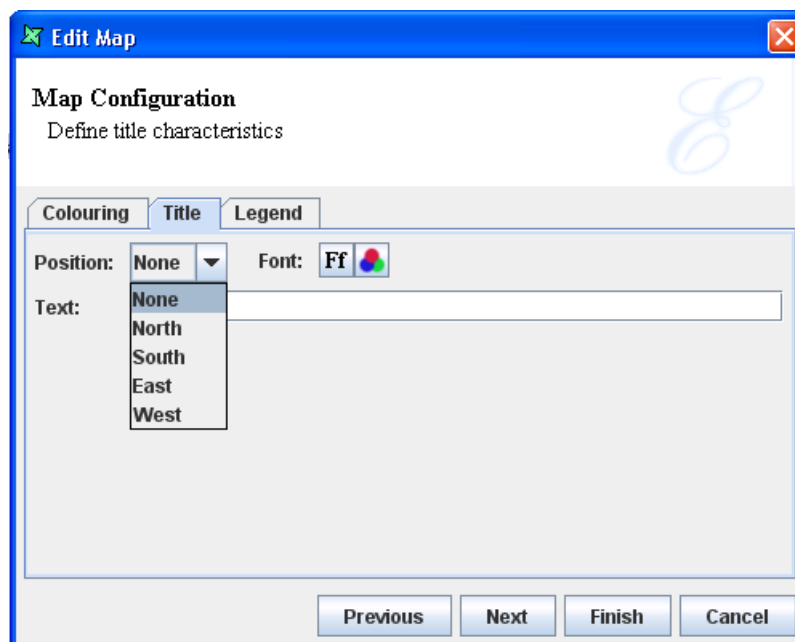 Edit Map
Map Configuration
Define title characteristics
Colouring Title Legend
Position: None Font: Ff
Text: None
North
South
East
West
Previous Next Finish Cancel